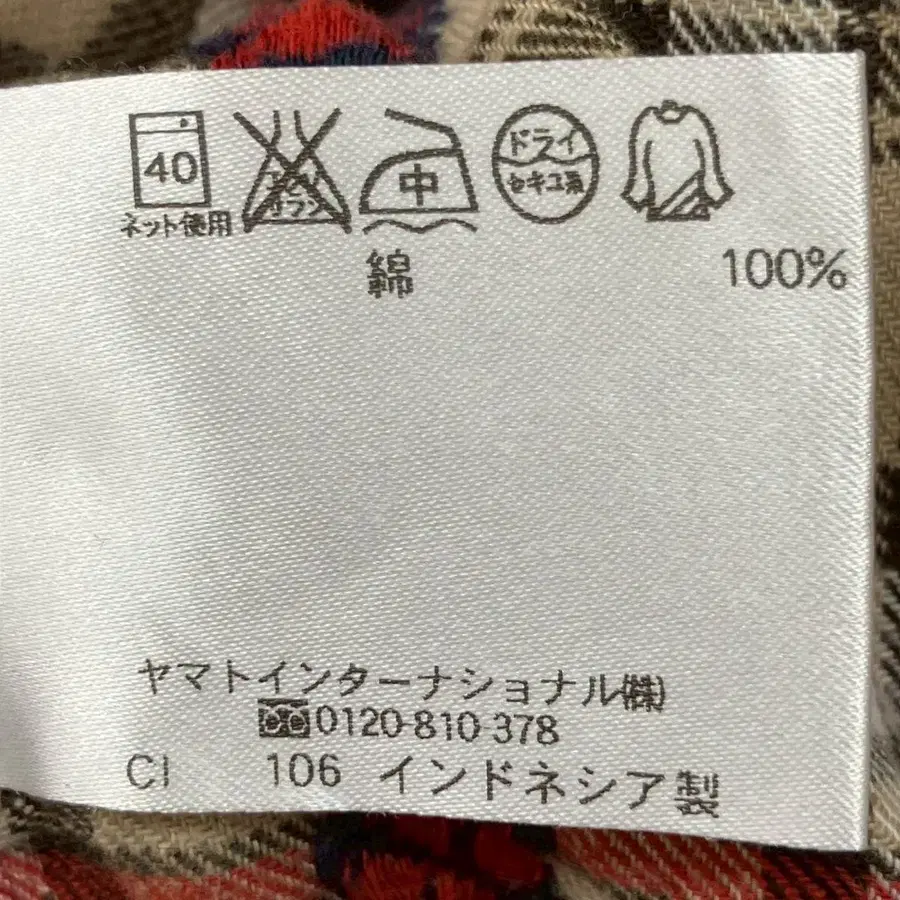 40
ネット使用
中
ドライ
セキユ系
綿 100%
ヤマトインターナショナル㈱
0120-810-378
CI 106 インドネシア製